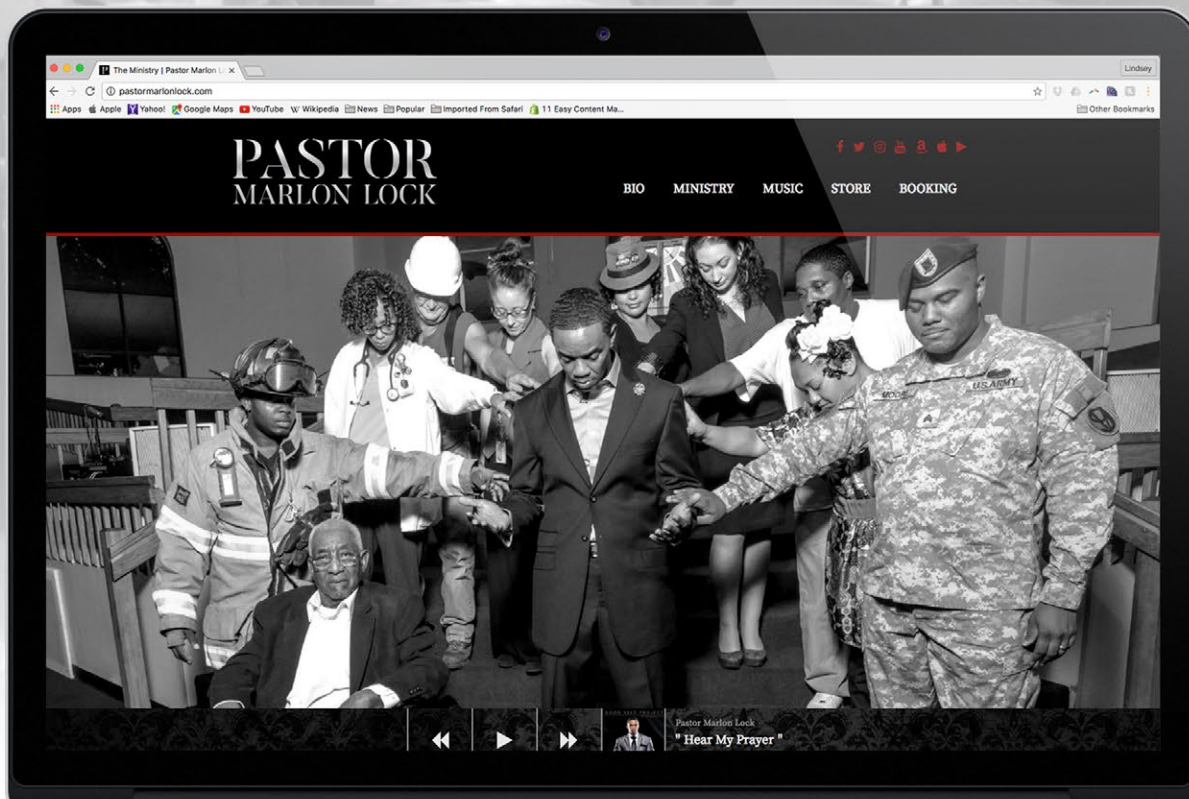 The Ministry | Pastor Marlon
Lindsey
pastormarlonlock.com
Apps Apple Yahoo! Google Maps YouTube Wikipedia News Popular Imported From Safari 11 Easy Content Ma... Other Bookmarks
PASTOR
MARLON LOCK
BIO MINISTRY MUSIC STORE BOOKING
U.S. ARMY
Pastor Marlon Lock
" Hear My Prayer "